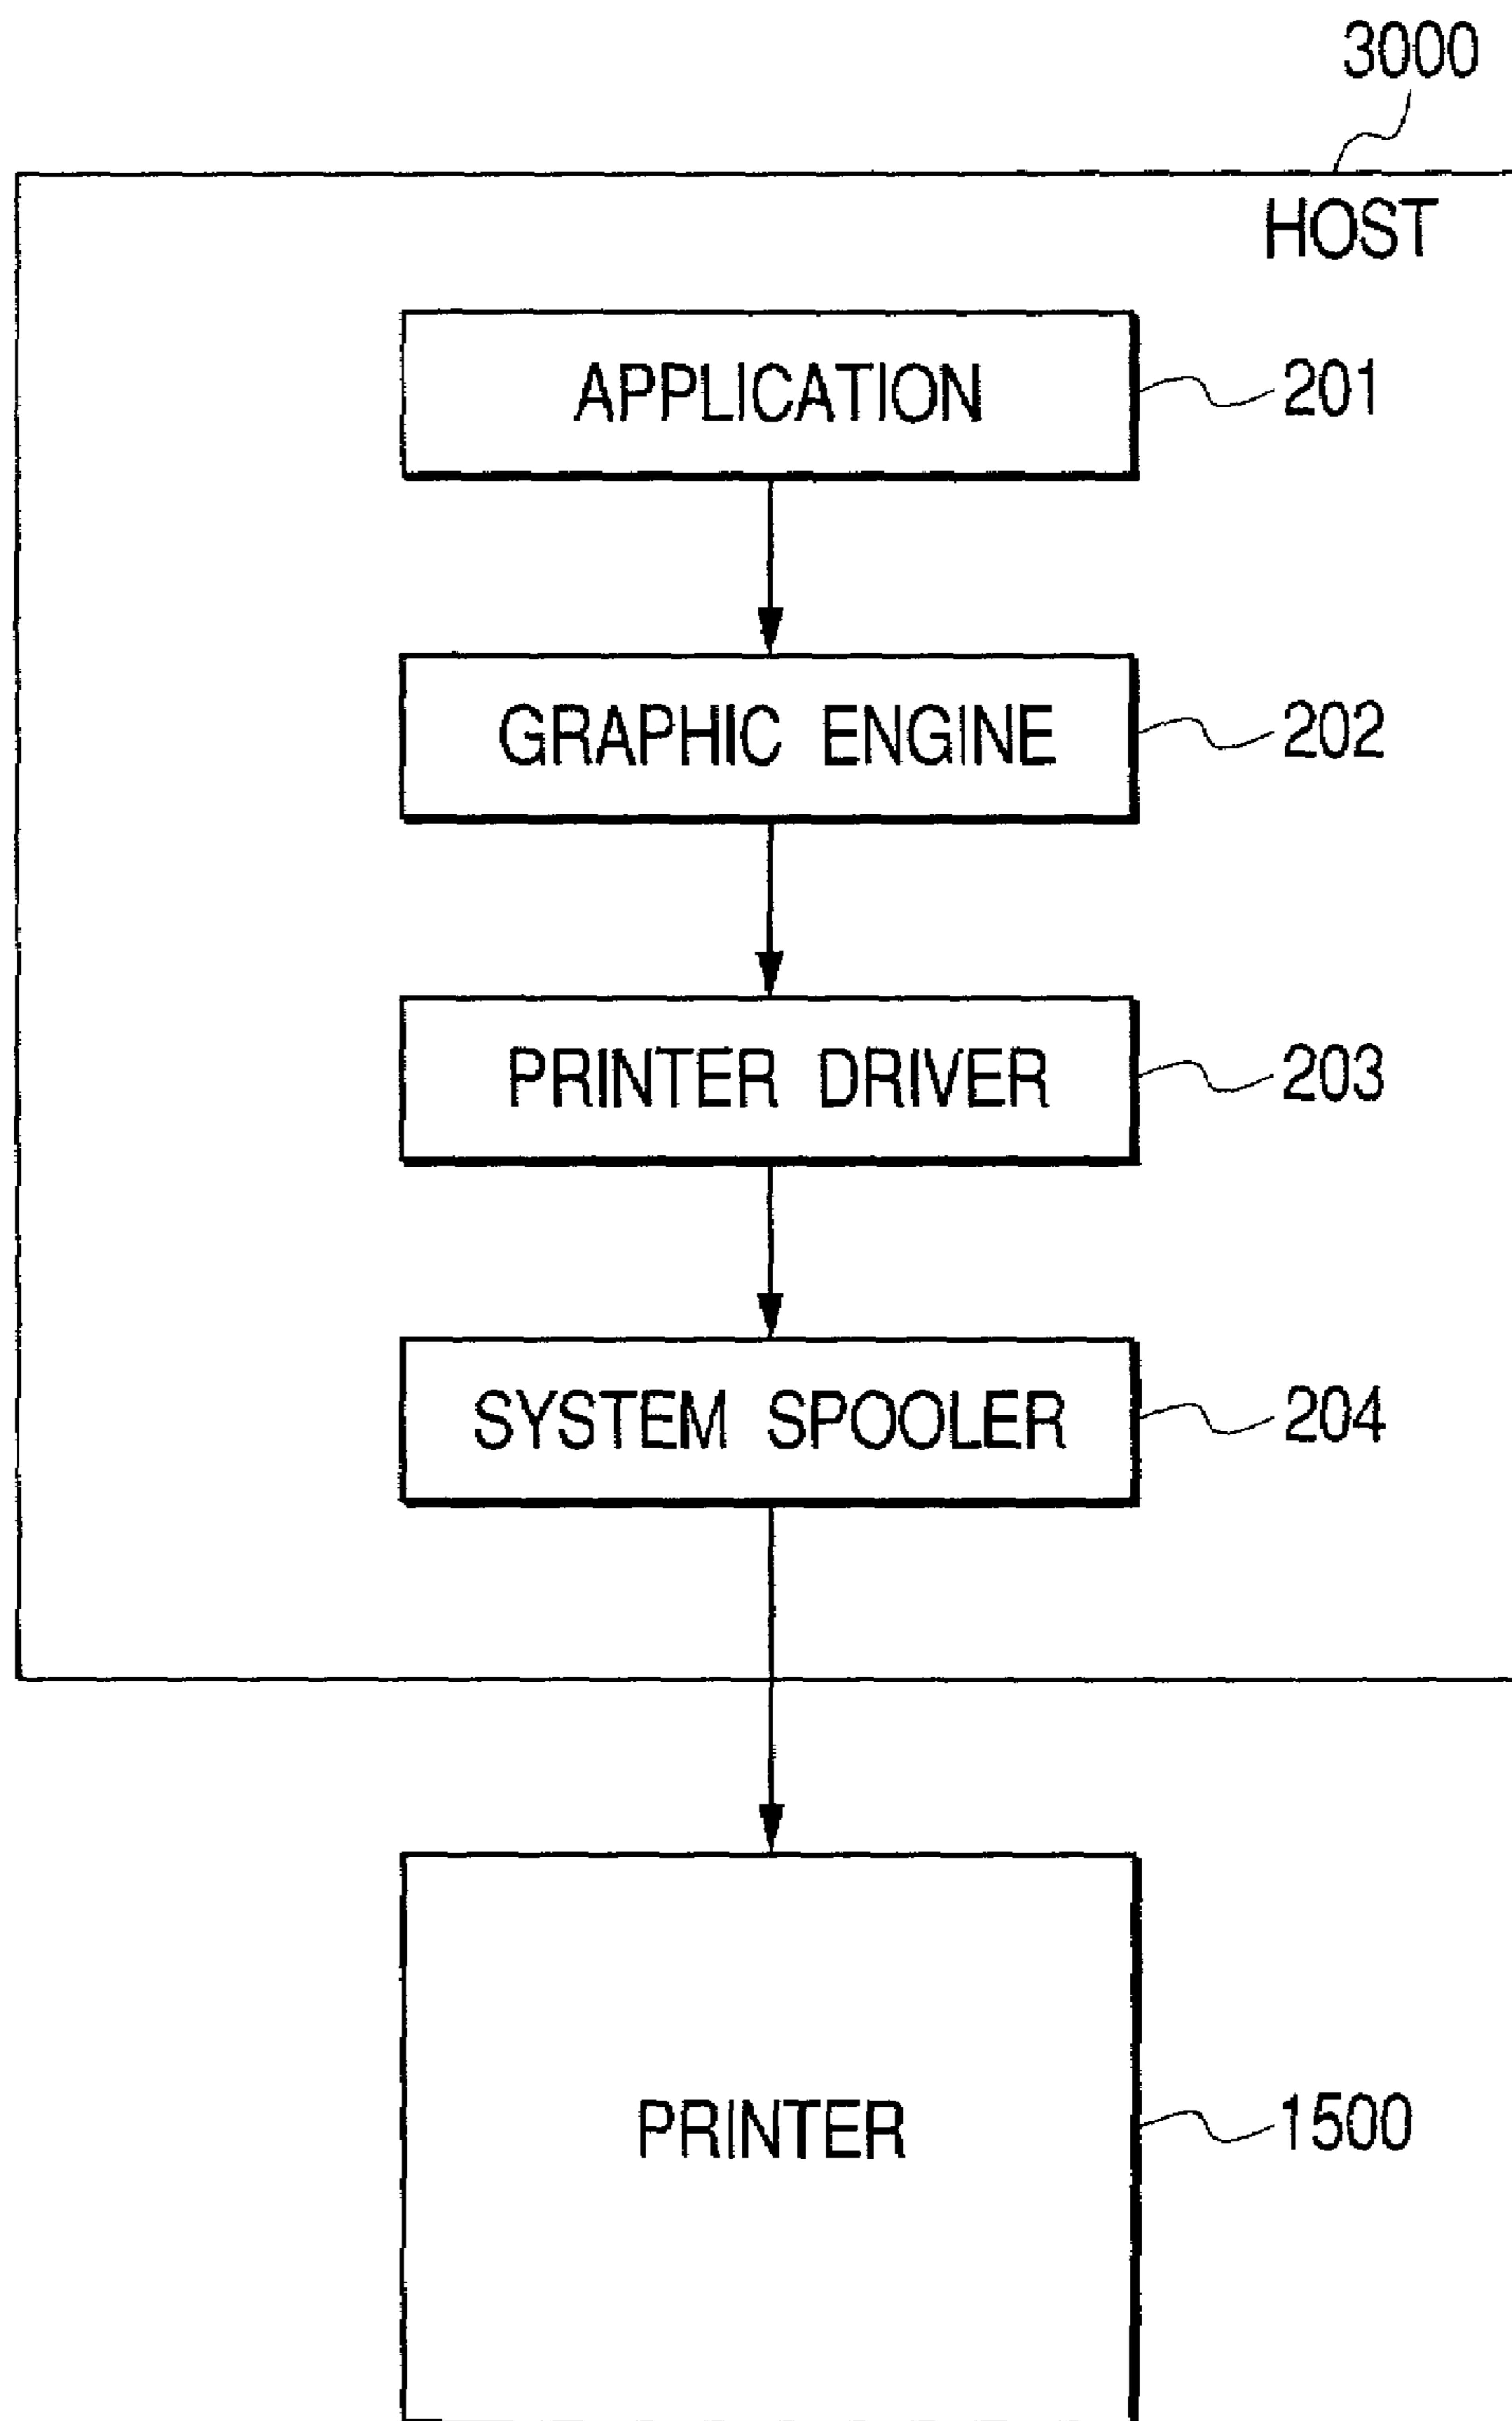 3000
HOST
APPLICATION 201
GRAPHIC ENGINE 202
PRINTER DRIVER 203
SYSTEM SPOOLER 204
PRINTER 1500